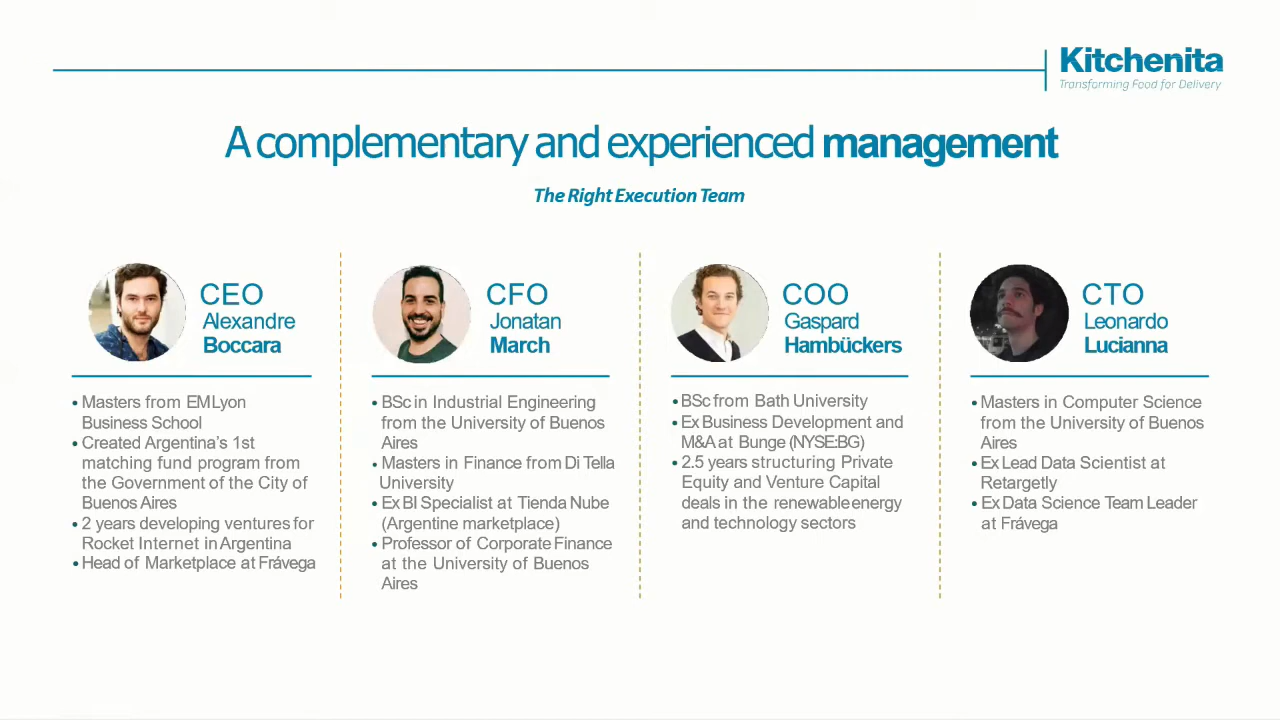 Kitchenita
Transforming Food for Delivery
A complementary and experienced management
The Right Execution Team
CEO
Alexandre
Boccara
• Masters from EMLyon
Business School
• Created Argentina's 1st
matching fund program from
the Government of the City of
Buenos Aires
• 2 years developing ventures for
Rocket Internet in Argentina
• Head of Marketplace at Frávega
CFO
Jonatan
March
• BSc in Industrial Engineering
from the University of Buenos
Aires
• Masters in Finance from Di Tella
University
• Ex BI Specialist at Tienda Nube
(Argentine marketplace)
• Professor of Corporate Finance
at the University of Buenos
Aires
COO
Gaspard
Hambückers
• BSc from Bath University
• Ex Business Development and
M&A at Bunge (NYSE:BG)
• 2.5 years structuring Private
Equity and Venture Capital
deals in the renewable energy
and technology sectors
CTO
Leonardo
Lucianna
• Masters in Computer Science
from the University of Buenos
Aires
• Ex Lead Data Scientist at
Retargetly
• Ex Data Science Team Leader
at Frávega